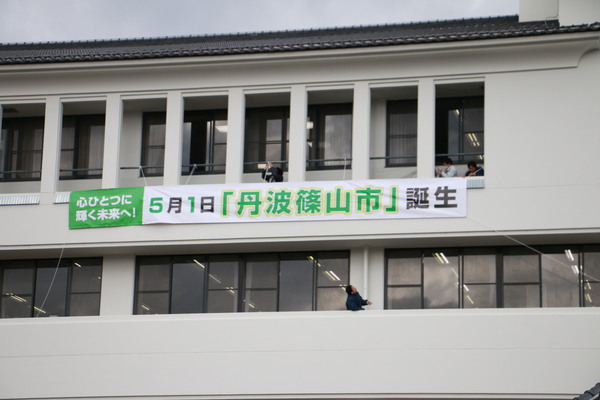 心ひとつに
輝く未来へ!
5月1日「丹波篠山市」誕生